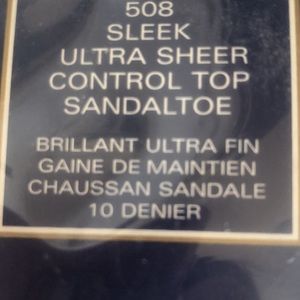 508
SLEEK
ULTRA SHEER
CONTROL TOP
SANDALTOE
BRILLANT ULTRA FIN
GAINE DE MAINTIEN
CHAUSSAN SANDALE
10 DENIER